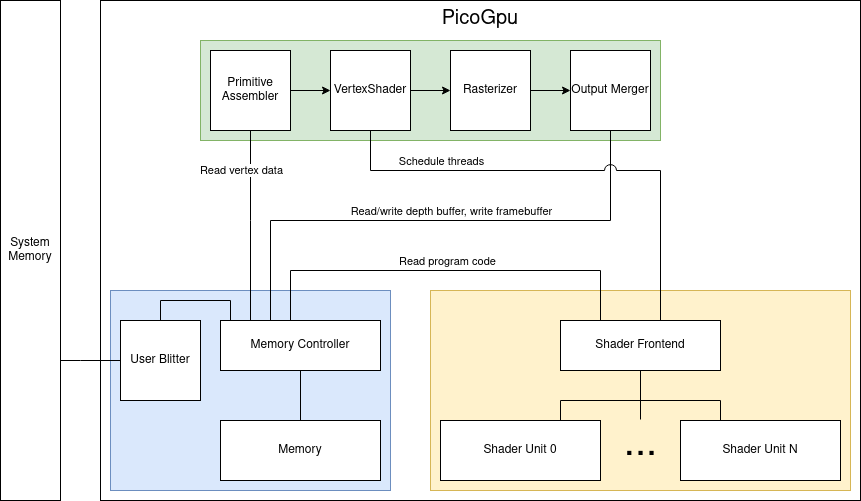 PicoGpu
Primitive
Assembler
VertexShader
Rasterizer
Output Merger
Schedule threads
Read vertex data
Read/write depth buffer, write framebuffer
System
Memory
Read program code
User Blitter
Memory Controller
Shader Frontend
Memory
Shader Unit 0
...
Shader Unit N